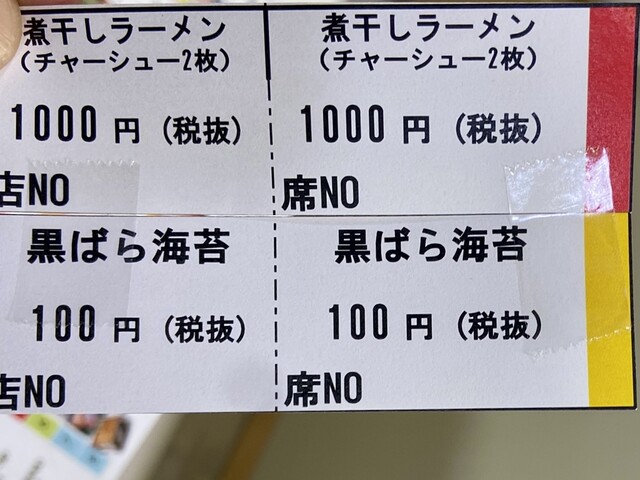 煮干しラーメン
(チャーシュー2枚)
1000 円 (税抜)
店NO
煮干しラーメン
(チャーシュー2枚)
1000 円 (税抜)
席NO
黒ばら海苔
100 円 (税抜)
店NO
黒ばら海苔
100 円 (税抜)
席NO